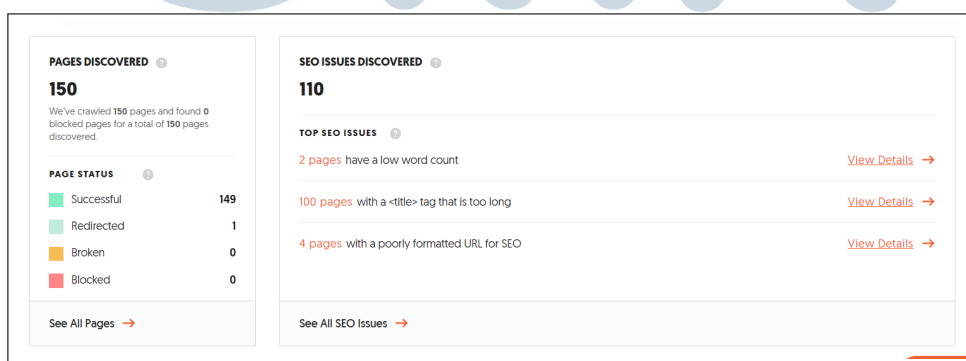 PAGES DISCOVERED ?
150
We've crawled 150 pages and found 0
blocked pages for a total of 150 pages
discovered.
PAGE STATUS ?
Successful 149
Redirected 1
Broken 0
Blocked 0
See All Pages →
SEO ISSUES DISCOVERED ?
110
TOP SEO ISSUES ?
2 pages have a low word count View Details →
100 pages with a <title> tag that is too long View Details →
4 pages with a poorly formatted URL for SEO View Details →
See All SEO Issues →